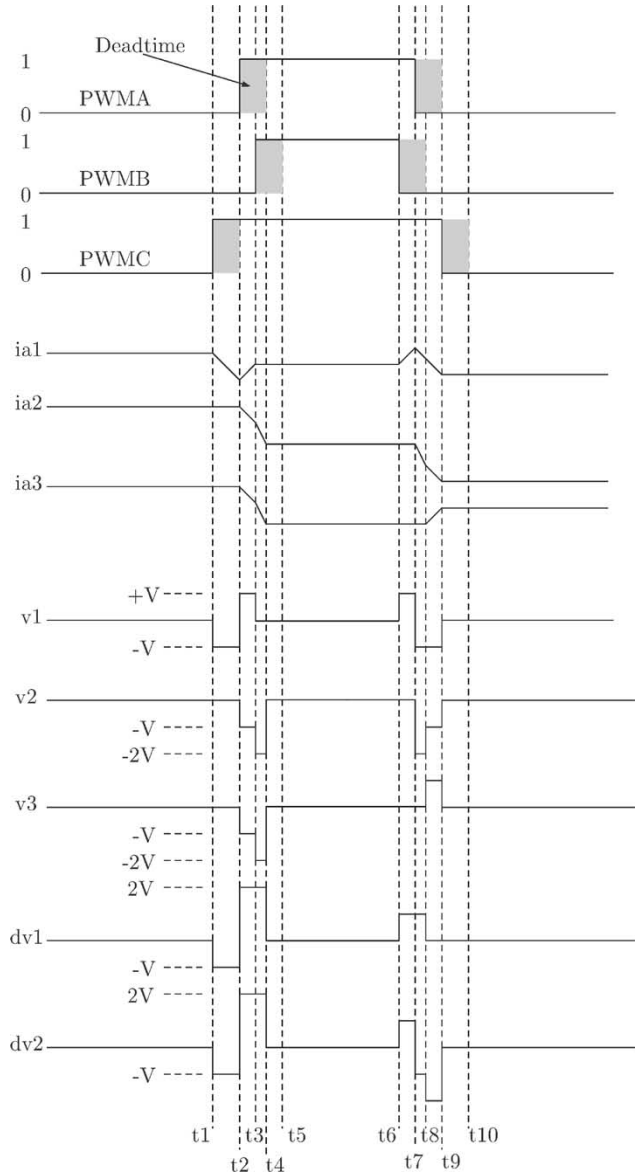 Deadtime
1
PWMA
0
1
PWMB
0
1
PWMC
0
ia1
ia2
ia3
+V
v1
-V
v2
-V
-2V
v3
-V
-2V
2V
dv1
-V
2V
dv2
-V
t1 t3 t5 t6 t8 t10
t2 t4 t7 t9